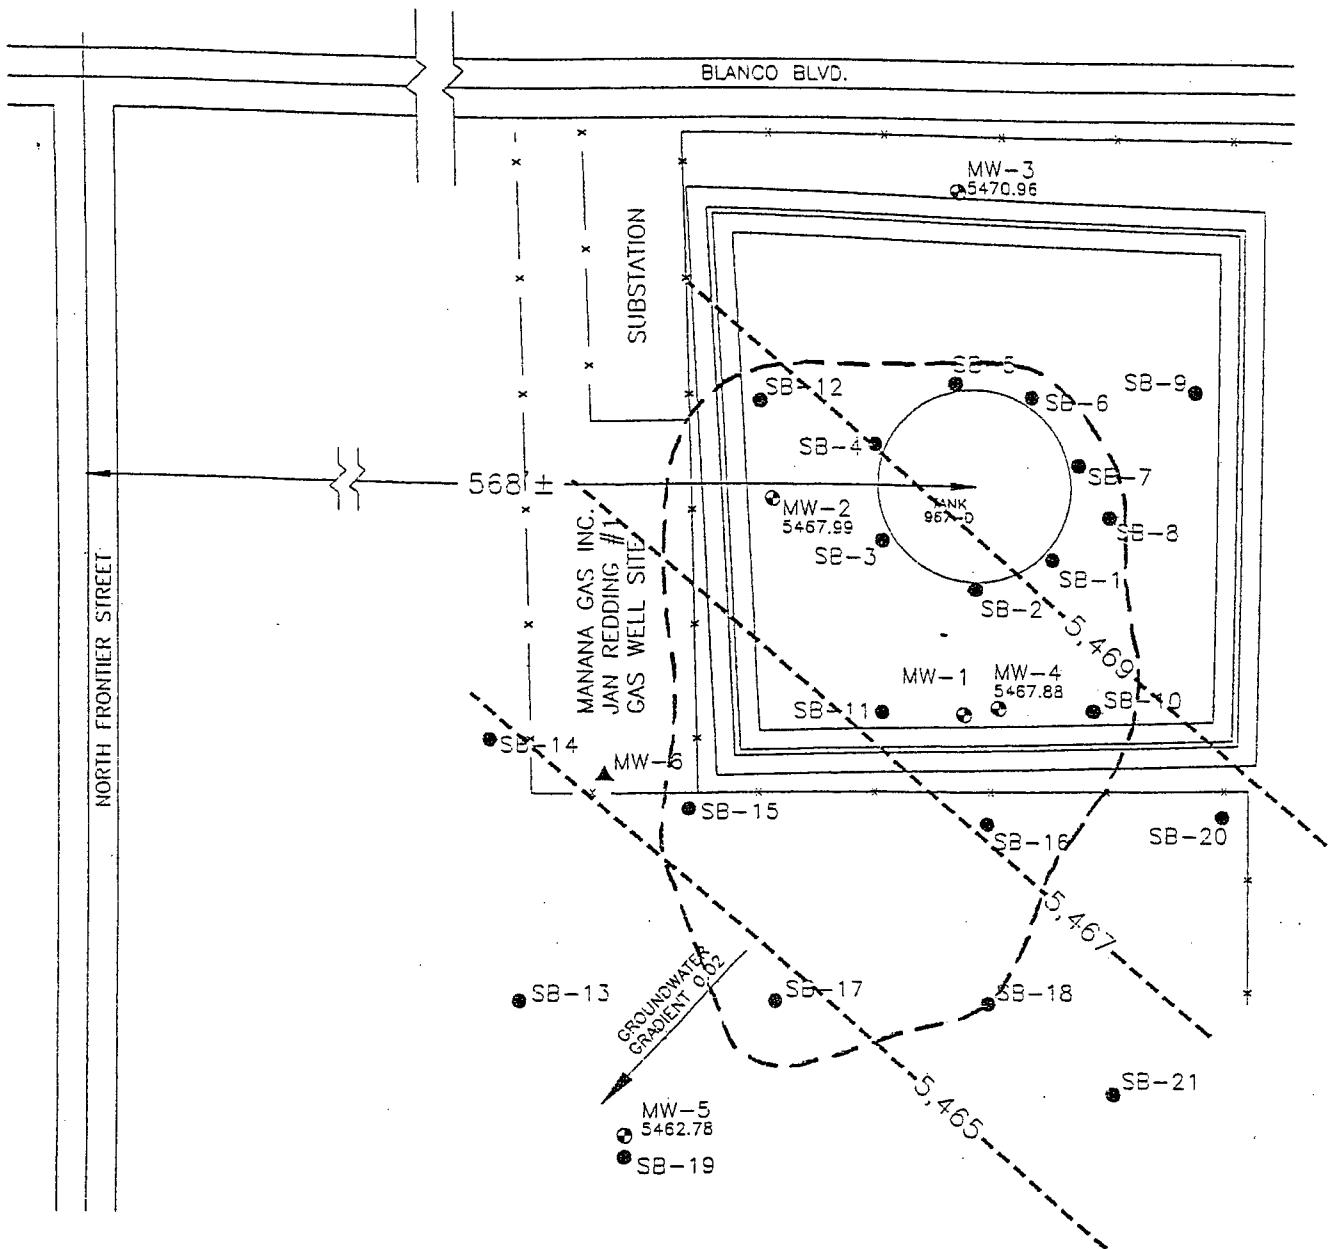 BLANCO BLVD.
MW-3
5470.96
SUBSTATION
SB-5
SB-12
SB-6
SB-9
SB-4
SB-7
568'±
MW-2
5467.99
TANK
967-D
SB-8
SB-3
SB-1
SB-2
MANANA GAS INC.
JAN REDDING #1
GAS WELL SITE
NORTH FRONTIER STREET
5,469
MW-1
MW-4
5467.88
SB-11
SB-10
SB-14
MW-6
SB-15
SB-16
SB-20
5,467
GROUNDWATER
GRADIENT 0.02
SB-13
SB-17
SB-18
5,465
SB-21
MW-5
5462.78
SB-19